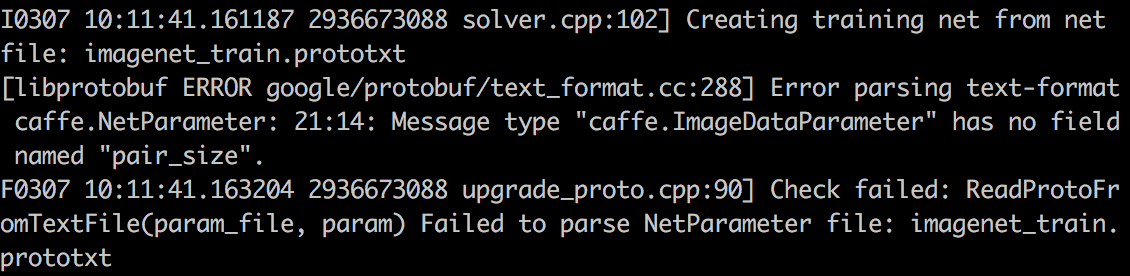 I0307 10:11:41.161187 2936673088 solver.cpp:102] Creating training net from net
file: imagenet_train.prototxt
[libprotobuf ERROR google/protobuf/text_format.cc:288] Error parsing text-format
 caffe.NetParameter: 21:14: Message type "caffe.ImageDataParameter" has no field
 named "pair_size".
F0307 10:11:41.163204 2936673088 upgrade_proto.cpp:90] Check failed: ReadProtoFr
omTextFile(param_file, param) Failed to parse NetParameter file: imagenet_train.
prototxt